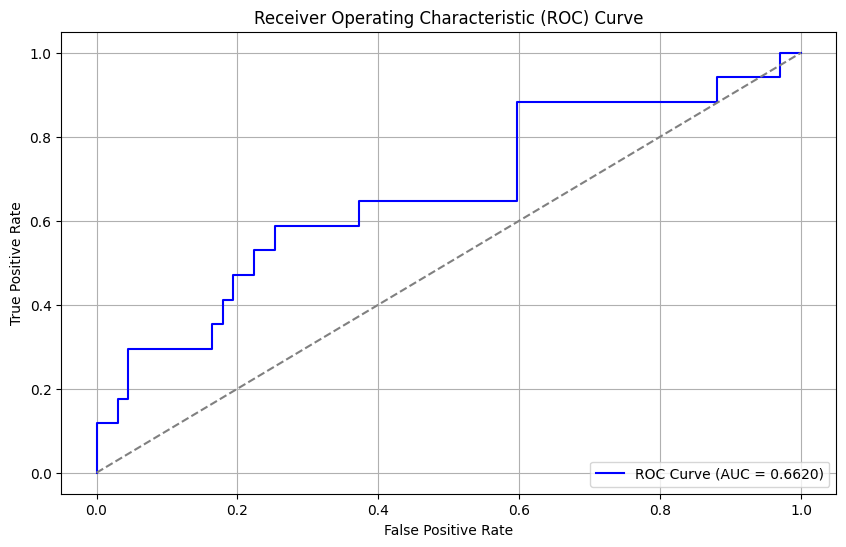 Receiver Operating Characteristic (ROC) Curve
1.0
0.8
0.6
0.4
0.2
0.0
True Positive Rate
ROC Curve (AUC = 0.6620)
0.0 0.2 0.4 0.6 0.8 1.0
False Positive Rate